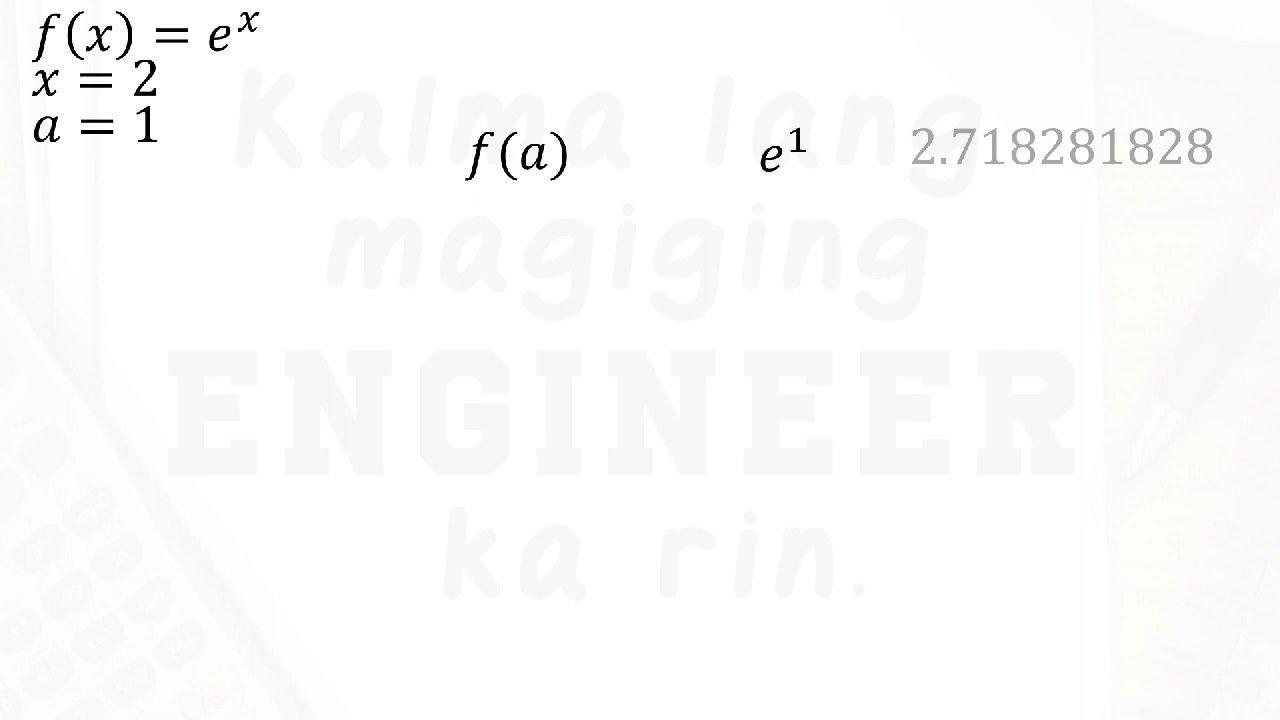 f(x) = e^x
x = 2
a = 1
f(a) e^1 2.718281828
Kalma lang
magiging
ENGINEER
ka rin.